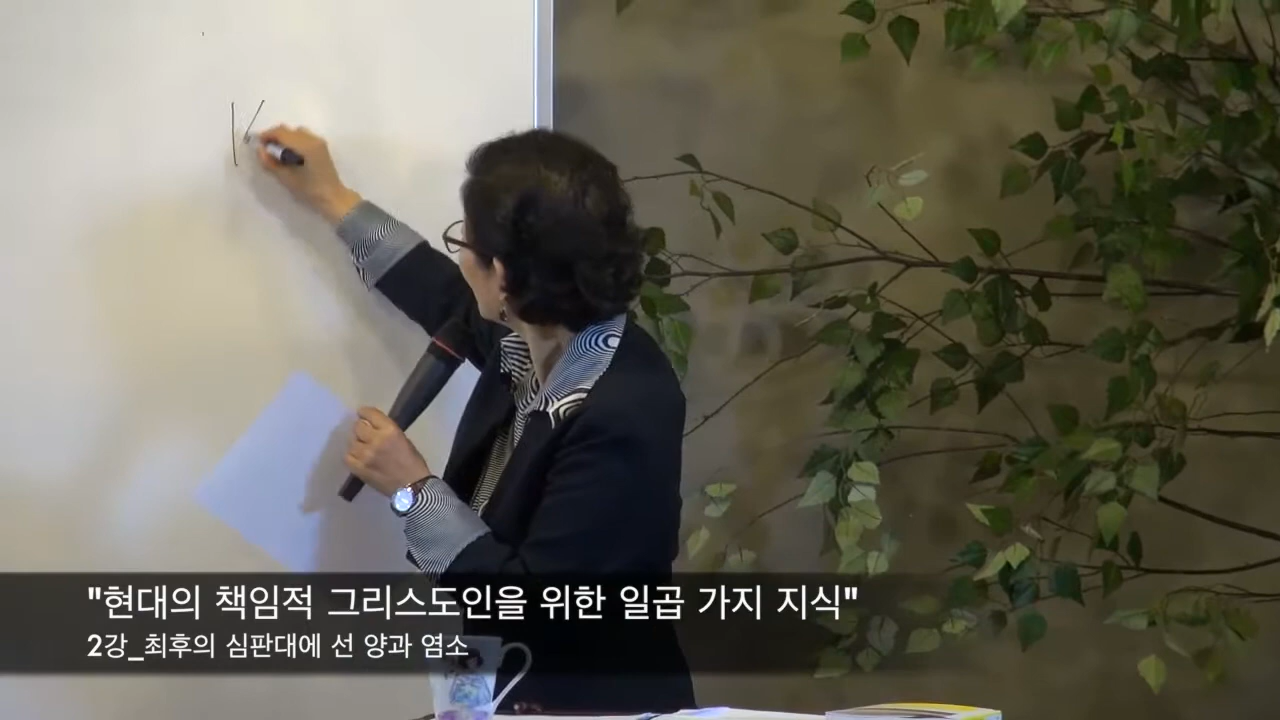 "현대의 책임적 그리스도인을 위한 일곱 가지 지식"
2강_최후의 심판대에 선 양과 염소